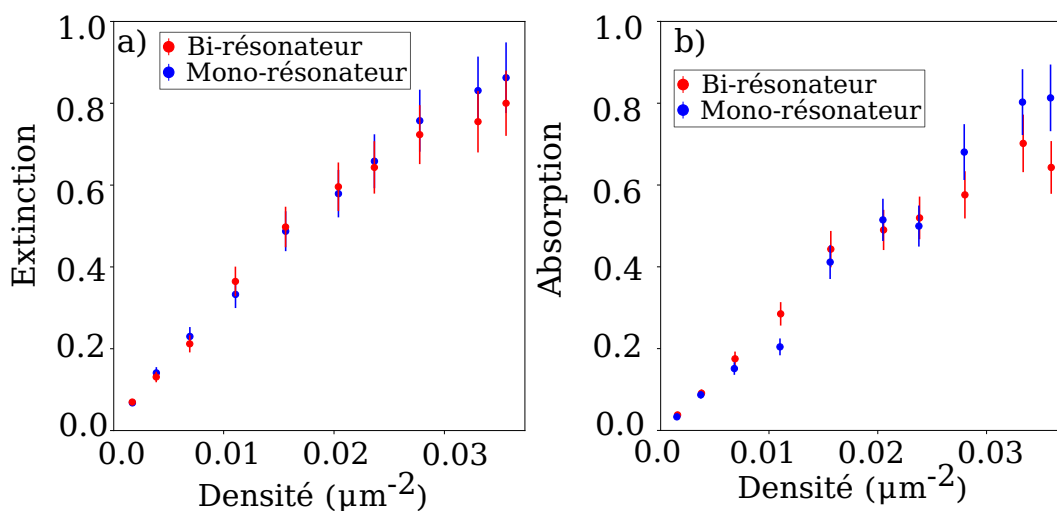 a)
Bi-résonateur
Mono-résonateur
Extinction
1.0
0.8
0.6
0.4
0.2
0.0
0.0 0.01 0.02 0.03
Densité (µm-2)
b)
Bi-résonateur
Mono-résonateur
Absorption
1.0
0.8
0.6
0.4
0.2
0.0
0.0 0.01 0.02 0.03
Densité (µm-2)